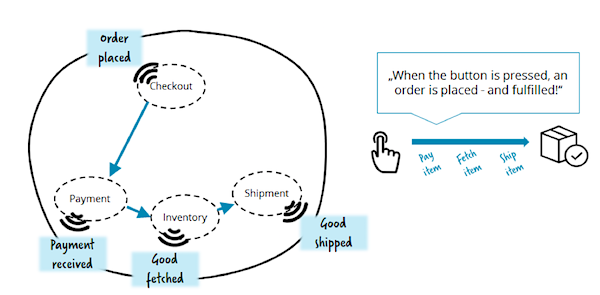 Order
placed
Checkout
Payment
Inventory
Shipment
Payment
received
Good
fetched
Good
shipped
„When the button is pressed, an
order is placed - and fulfilled!“
Pay
item
Fetch
item
Ship
item